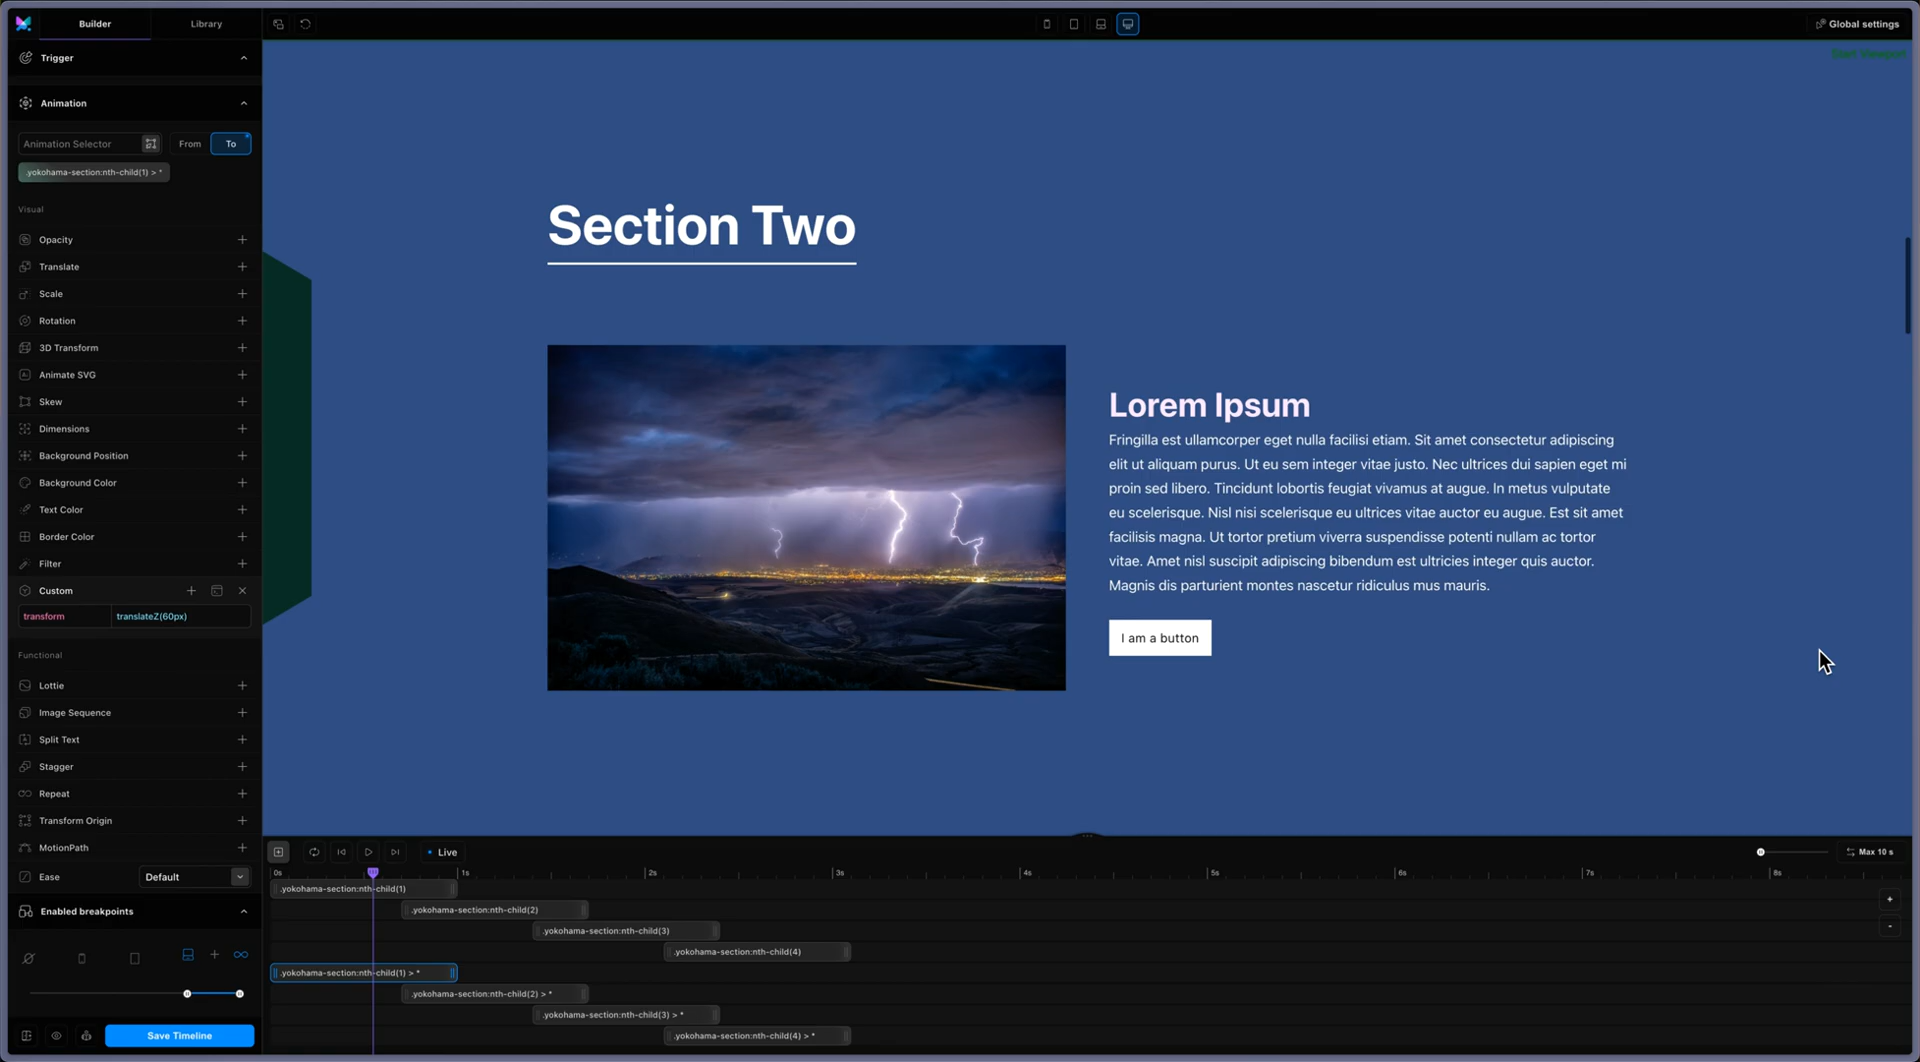 Builder
Library
Global settings
Trigger
Start Viewport
Animation
Animation Selector
From
To
.yokohama-section:nth-child(1) > *
Visual
Opacity
Translate
Scale
Rotation
3D Transform
Animate SVG
Skew
Dimensions
Background Position
Background Color
Text Color
Border Color
Filter
Custom
transform
translateZ(60px)
Functional
Lottie
Image Sequence
Split Text
Stagger
Repeat
Transform Origin
MotionPath
Ease
Default
Enabled breakpoints
Save Timeline
Section Two
Lorem Ipsum
Fringilla est ullamcorper eget nulla facilisi etiam. Sit amet consectetur adipiscing
elit ut aliquam purus. Ut eu sem integer vitae justo. Nec ultrices dui sapien eget mi
proin sed libero. Tincidunt lobortis feugiat vivamus at augue. In metus vulputate
eu scelerisque. Nisl nisi scelerisque eu ultrices vitae auctor eu augue. Est sit amet
facilisis magna. Ut tortor pretium viverra suspendisse potenti nullam ac tortor
vitae. Amet nisl suscipit adipiscing bibendum est ultricies integer quis auctor.
Magnis dis parturient montes nascetur ridiculus mus mauris.
I am a button
Live
Max 10 s
0s
1s
2s
3s
4s
5s
6s
7s
8s
.yokohama-section:nth-child(1)
.yokohama-section:nth-child(2)
.yokohama-section:nth-child(3)
.yokohama-section:nth-child(4)
.yokohama-section:nth-child(1) > *
.yokohama-section:nth-child(2) > *
.yokohama-section:nth-child(3) > *
.yokohama-section:nth-child(4) > *